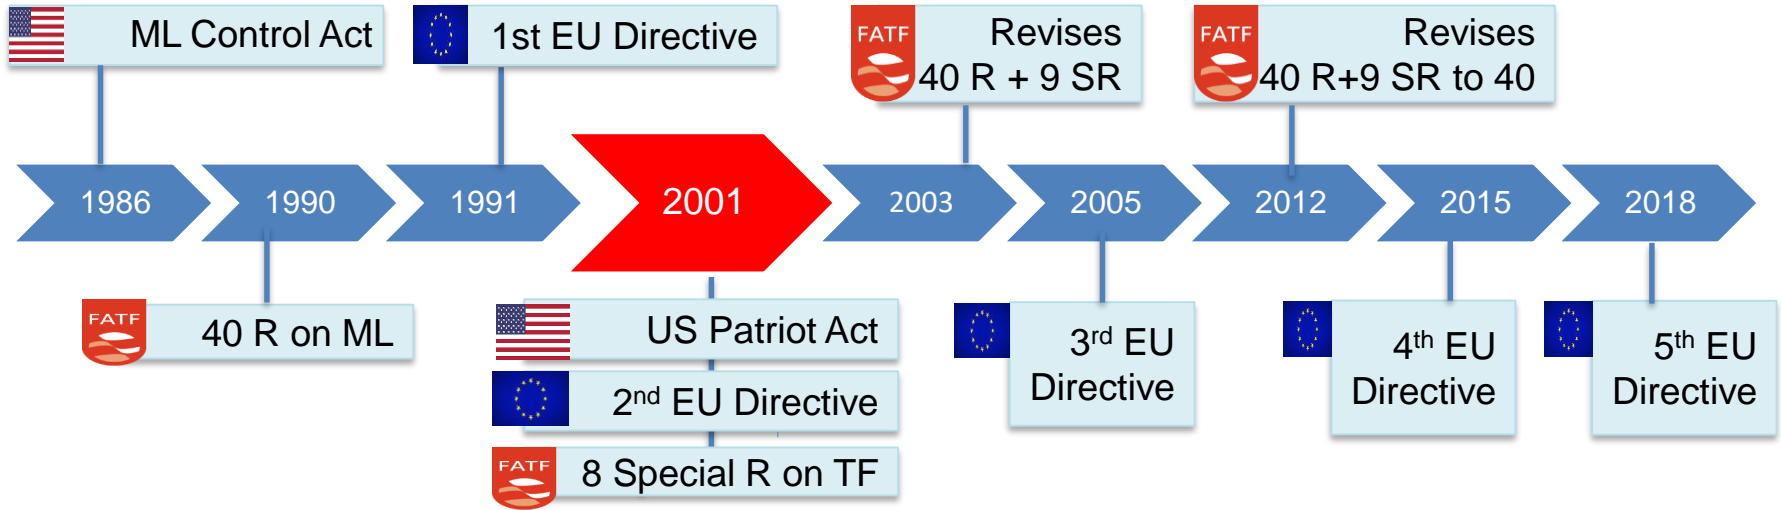 ML Control Act
1st EU Directive
FATF
Revises
40 R + 9 SR
FATF
Revises
40 R+9 SR to 40
1986
1990
1991
2001
2003
2005
2012
2015
2018
FATF
40 R on ML
US Patriot Act
2nd EU Directive
FATF
8 Special R on TF
3rd EU
Directive
4th EU
Directive
5th EU
Directive